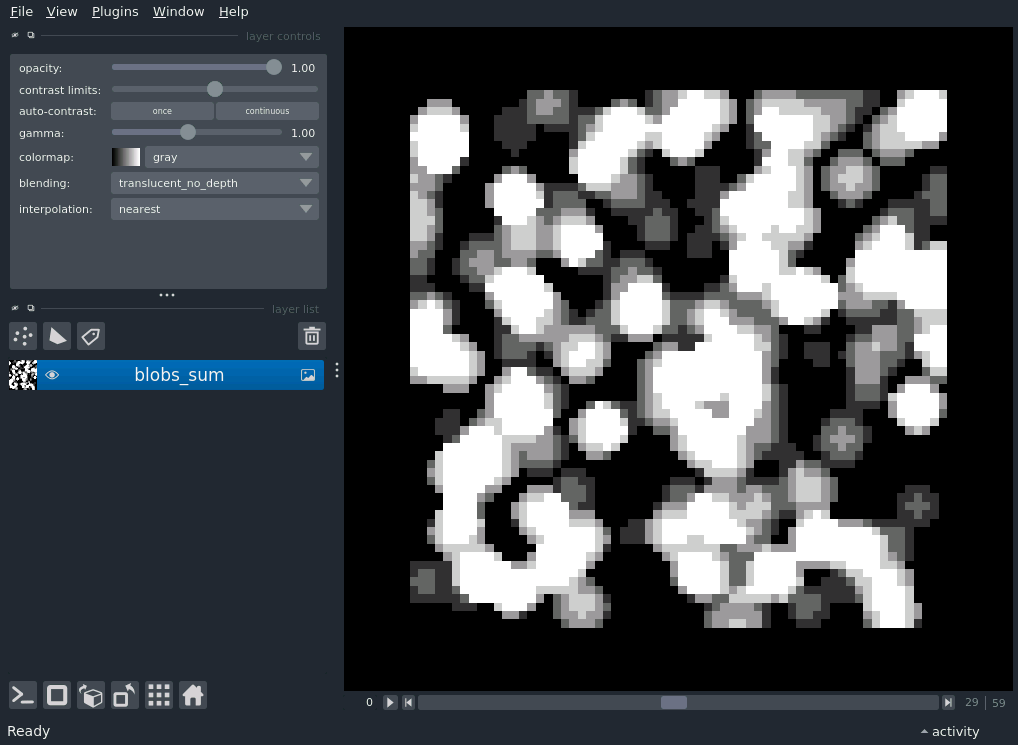 File View Plugins Window Help
layer controls
opacity: 1.00
contrast limits:
auto-contrast: once continuous
gamma: 1.00
colormap: gray
blending: translucent_no_depth
interpolation: nearest
layer list
blobs_sum
0 29 59
Ready activity